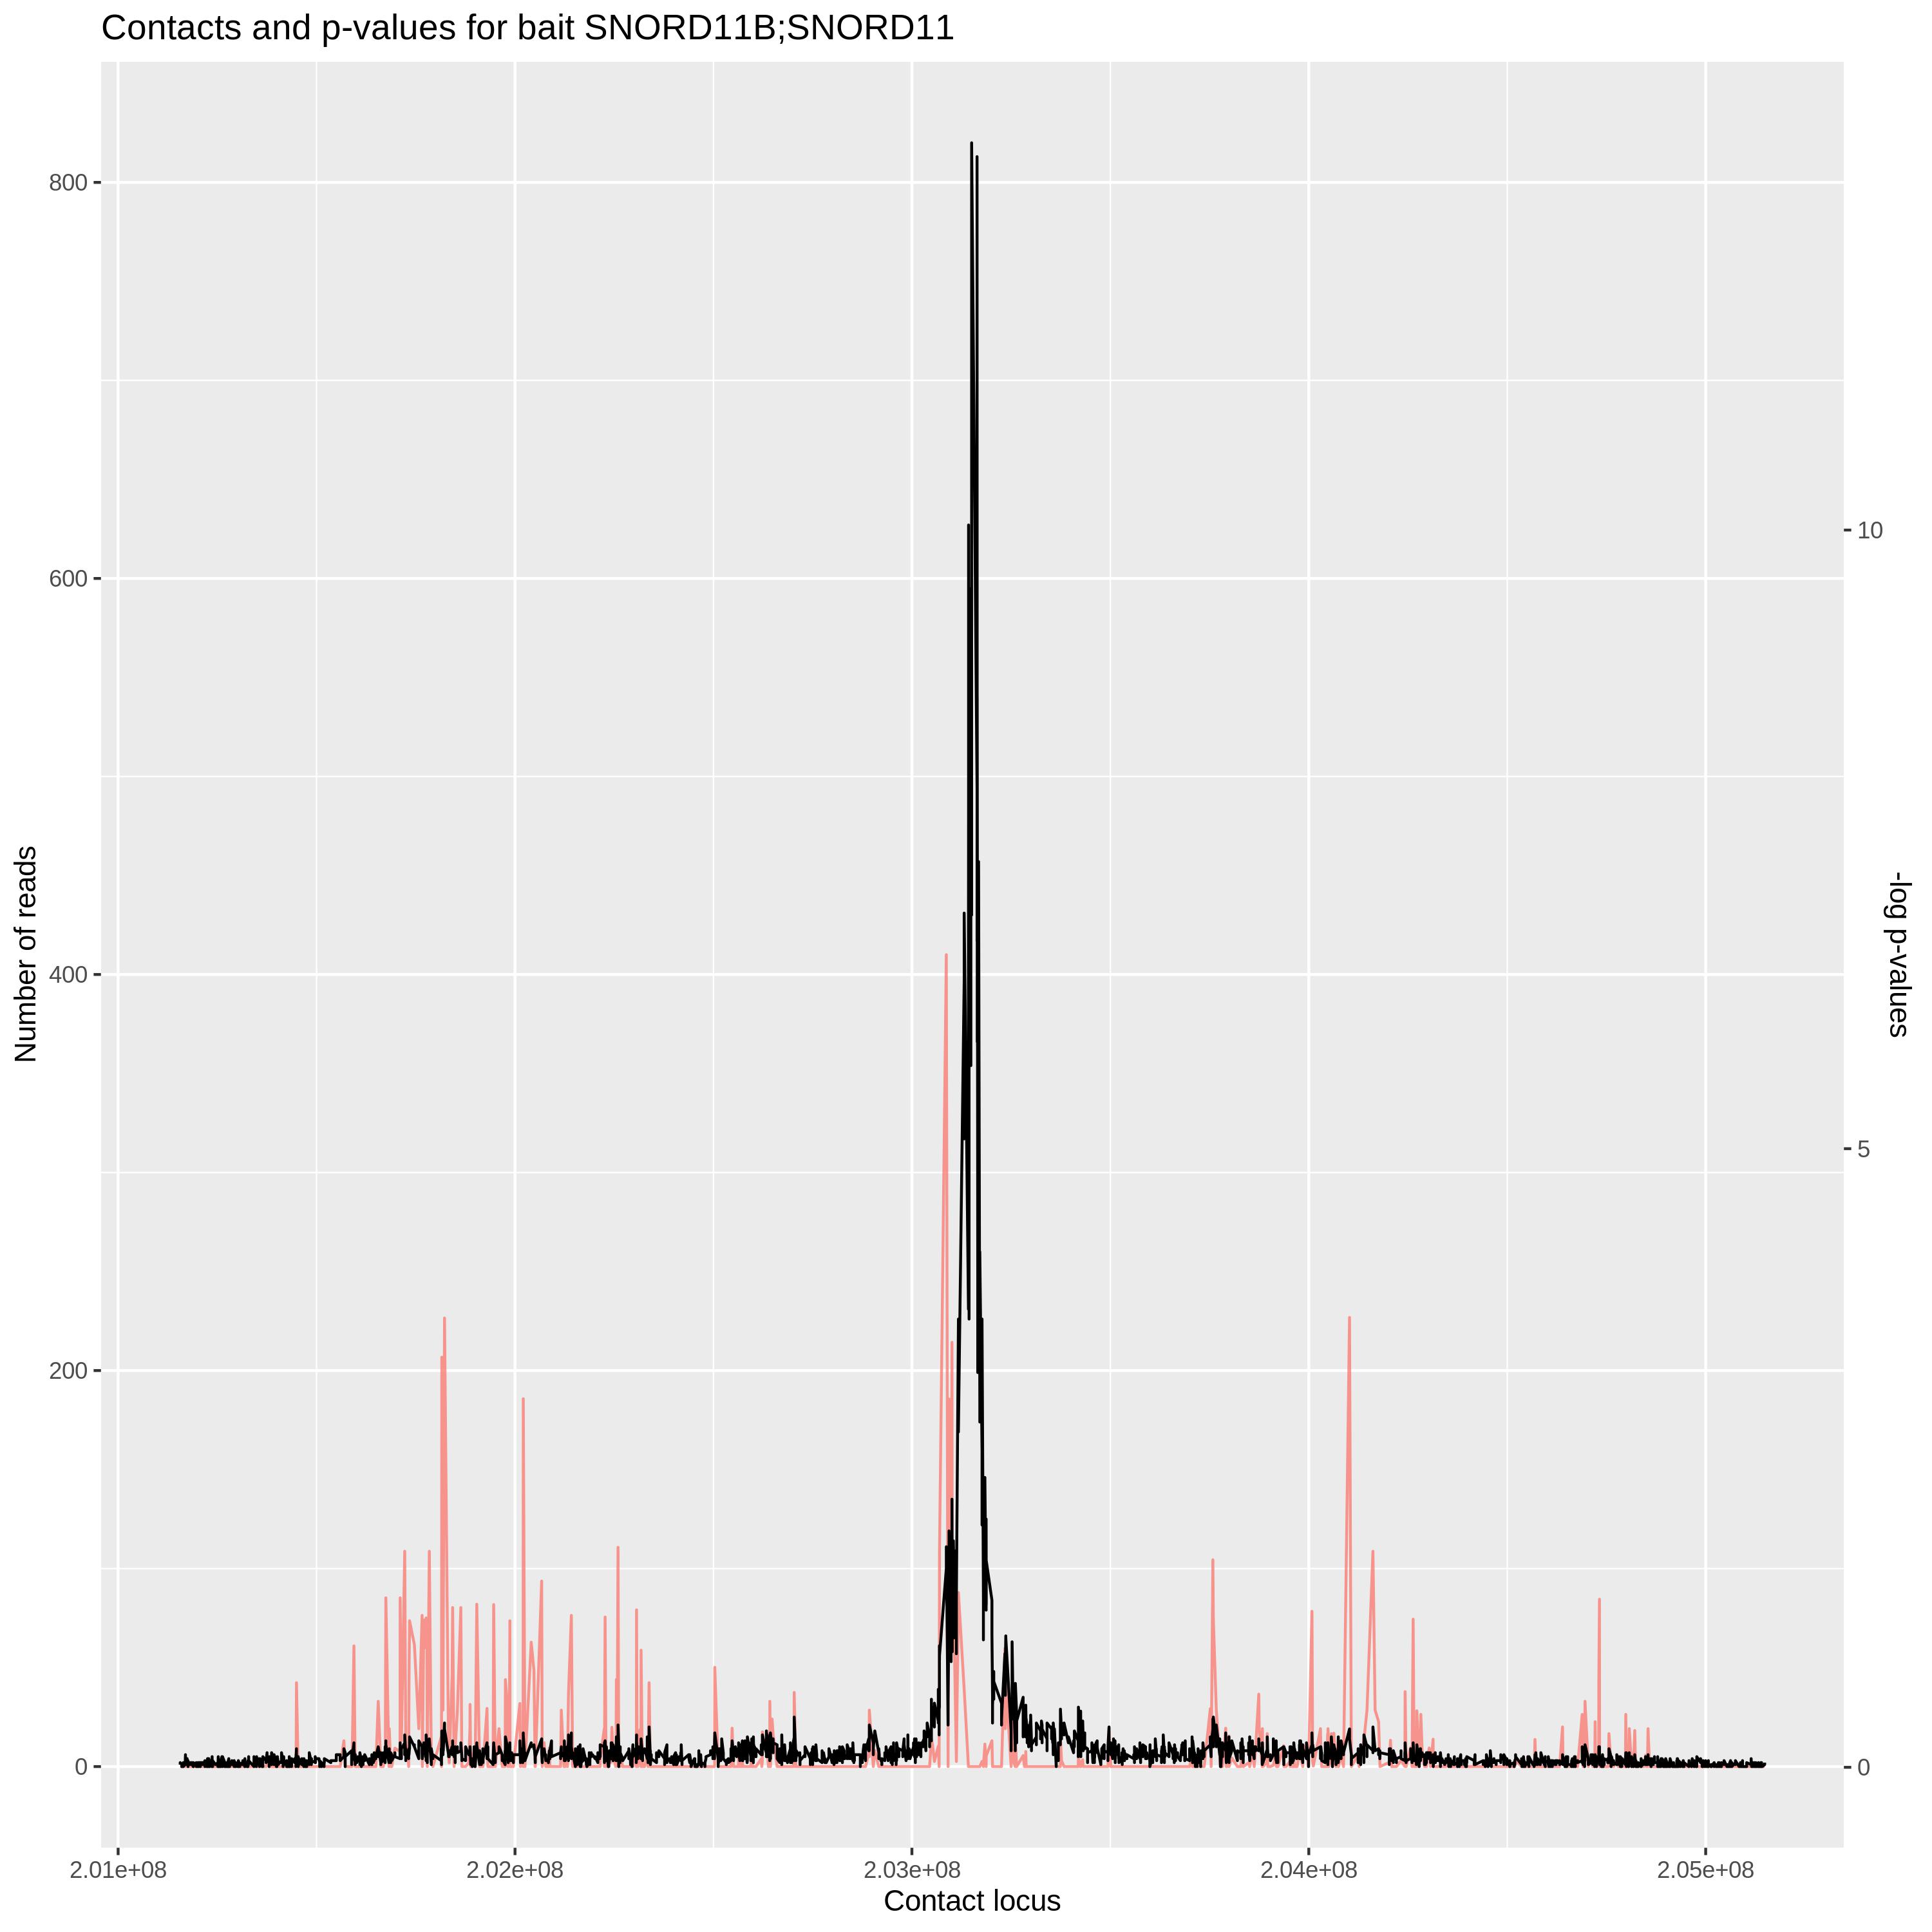 Contacts and p-values for bait SNORD11B;SNORD11
800
600
400
200
0
10
5
0
Number of reads
-log p-values
2.01e+08 2.02e+08 2.03e+08 2.04e+08 2.05e+08
Contact locus